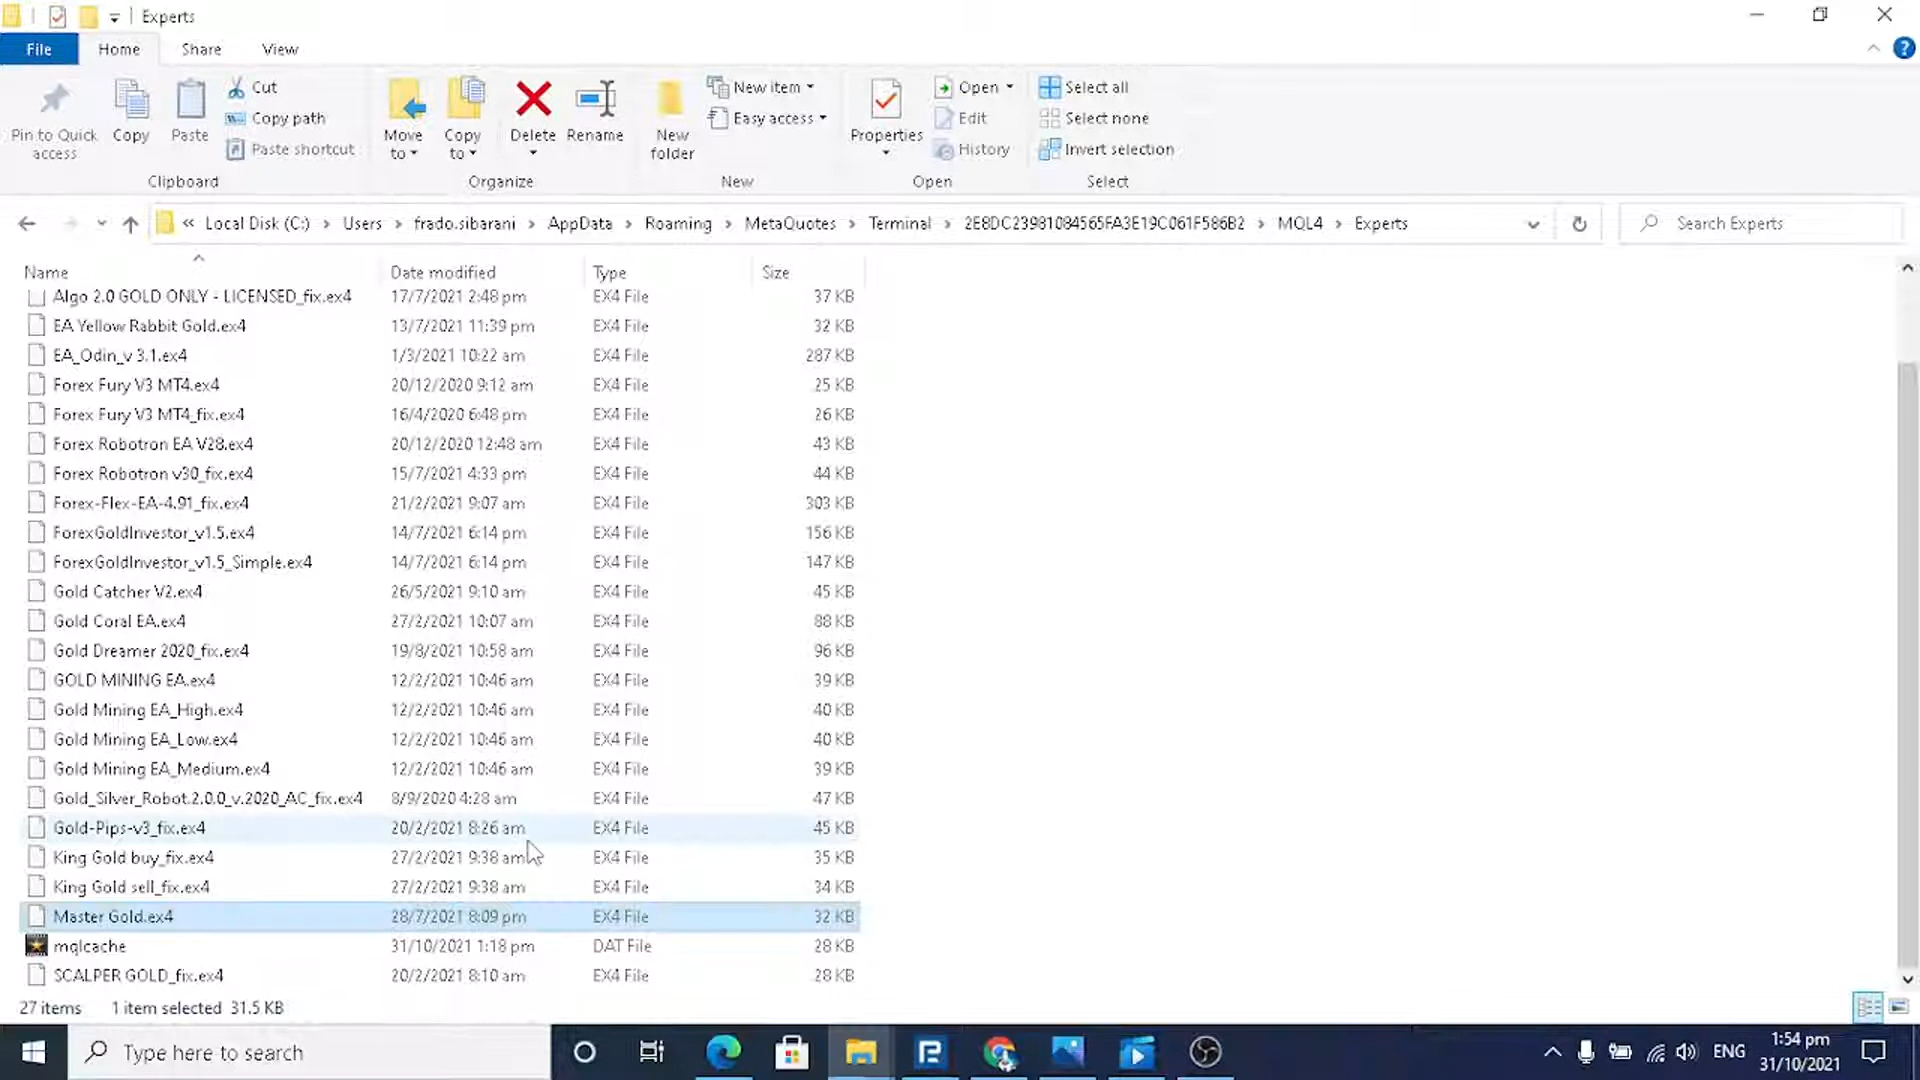 Experts
File Home Share View
Pin to Quick access
Copy
Paste
Cut
Copy path
Paste shortcut
Clipboard
Move to
Copy to
Delete
Rename
Organize
New folder
New item
Easy access
New
Properties
Open
Edit
History
Open
Select all
Select none
Invert selection
Select
« Local Disk (C:) › Users › frado.sibarani › AppData › Roaming › MetaQuotes › Terminal › 2E8DC23981084565FA3E19C061F586B2 › MQL4 › Experts
Search Experts
Name Date modified Type Size
Algo 2.0 GOLD ONLY - LICENSED_fix.ex4 17/7/2021 2:48 pm EX4 File 37 KB
EA Yellow Rabbit Gold.ex4 13/7/2021 11:39 pm EX4 File 32 KB
EA_Odin_v 3.1.ex4 1/3/2021 10:22 am EX4 File 287 KB
Forex Fury V3 MT4.ex4 20/12/2020 9:12 am EX4 File 25 KB
Forex Fury V3 MT4_fix.ex4 16/4/2020 6:48 pm EX4 File 26 KB
Forex Robotron EA V28.ex4 20/12/2020 12:48 am EX4 File 43 KB
Forex Robotron v30_fix.ex4 15/7/2021 4:33 pm EX4 File 44 KB
Forex-Flex-EA-4.91_fix.ex4 21/2/2021 9:07 am EX4 File 303 KB
ForexGoldInvestor_v1.5.ex4 14/7/2021 6:14 pm EX4 File 156 KB
ForexGoldInvestor_v1.5_Simple.ex4 14/7/2021 6:14 pm EX4 File 147 KB
Gold Catcher V2.ex4 26/5/2021 9:10 am EX4 File 45 KB
Gold Coral EA.ex4 27/2/2021 10:07 am EX4 File 88 KB
Gold Dreamer 2020_fix.ex4 19/8/2021 10:58 am EX4 File 96 KB
GOLD MINING EA.ex4 12/2/2021 10:46 am EX4 File 39 KB
Gold Mining EA_High.ex4 12/2/2021 10:46 am EX4 File 40 KB
Gold Mining EA_Low.ex4 12/2/2021 10:46 am EX4 File 40 KB
Gold Mining EA_Medium.ex4 12/2/2021 10:46 am EX4 File 39 KB
Gold_Silver_Robot.2.0.0_v.2020_AC_fix.ex4 8/9/2020 4:28 am EX4 File 47 KB
Gold-Pips-v3_fix.ex4 20/2/2021 8:26 am EX4 File 45 KB
King Gold buy_fix.ex4 27/2/2021 9:38 am EX4 File 35 KB
King Gold sell_fix.ex4 27/2/2021 9:38 am EX4 File 34 KB
Master Gold.ex4 28/7/2021 8:09 pm EX4 File 32 KB
mqlcache 31/10/2021 1:18 pm DAT File 28 KB
SCALPER GOLD_fix.ex4 20/2/2021 8:10 am EX4 File 28 KB
27 items 1 item selected 31.5 KB
Type here to search
ENG
1:54 pm
31/10/2021